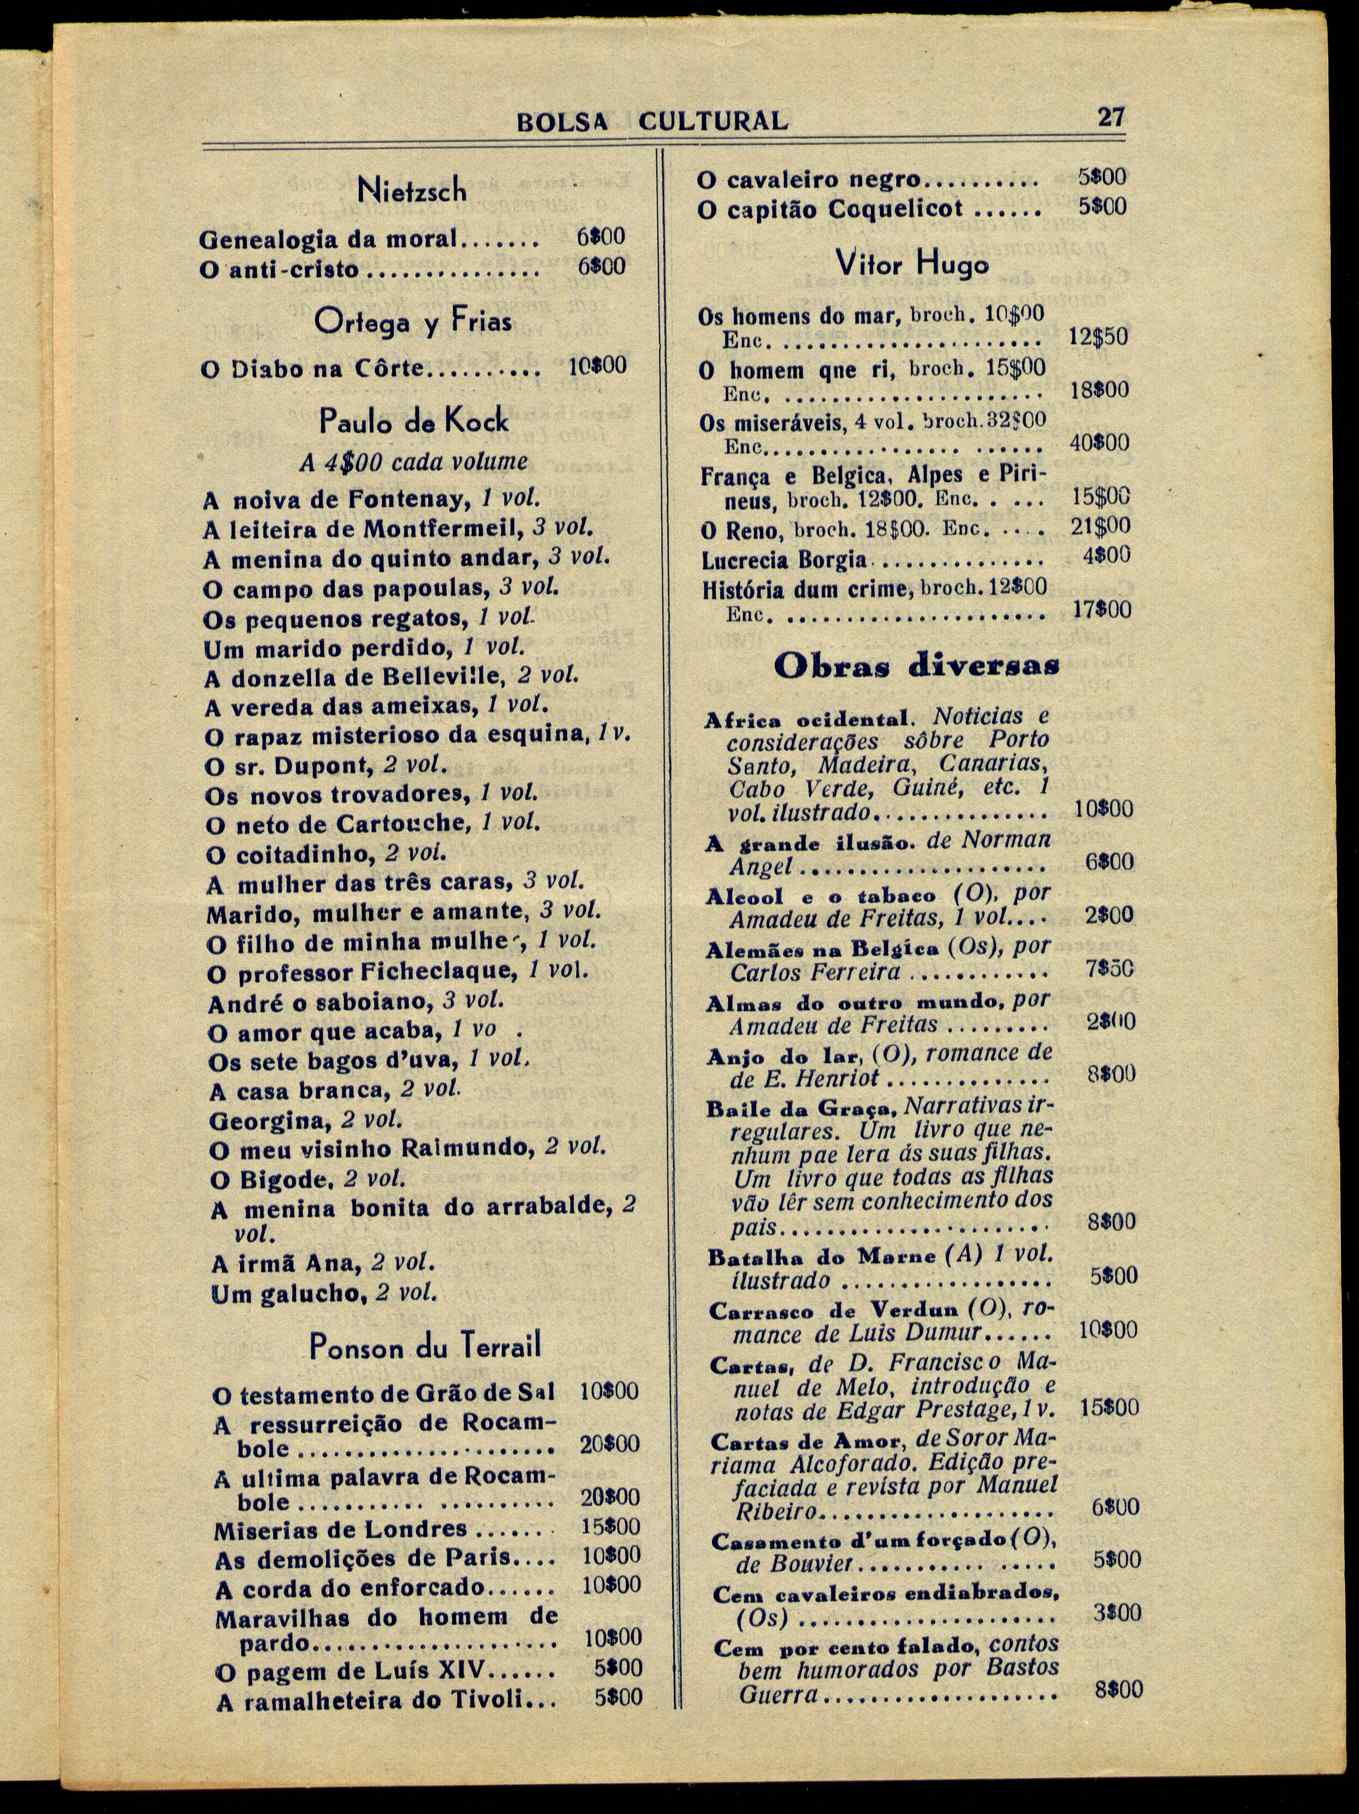 BOLSA CULTURAL
27
Nietzsch
Genealogia da moral....... 6$00
O anti-cristo............... 6$00
Ortega y Frias
O Diabo na Côrte.......... 10$00
Paulo de Kock
A 4$00 cada volume
A noiva de Fontenay, 1 vol.
A leiteira de Montfermeil, 3 vol.
A menina do quinto andar, 3 vol.
O campo das papoulas, 3 vol.
Os pequenos regatos, 1 vol.
Um marido perdido, 1 vol.
A donzella de Belleville, 2 vol.
A vereda das ameixas, 1 vol.
O rapaz misterioso da esquina, 1 v.
O sr. Dupont, 2 vol.
Os novos trovadores, 1 vol.
O neto de Cartouche, 1 vol.
O coitadinho, 2 vol.
A mulher das três caras, 3 vol.
Marido, mulher e amante, 3 vol.
O filho de minha mulher, 1 vol.
O professor Ficheclaque, 1 vol.
André o saboiano, 3 vol.
O amor que acaba, 1 vo .
Os sete bagos d'uva, 1 vol.
A casa branca, 2 vol.
Georgina, 2 vol.
O meu visinho Raimundo, 2 vol.
O Bigode, 2 vol.
A menina bonita do arrabalde, 2
vol.
A irmã Ana, 2 vol.
Um galucho, 2 vol.
Ponson du Terrail
O testamento de Grão de Sal 10$00
A ressurreição de Rocam-
bole...................... 20$00
A ultima palavra de Rocam-
bole........... .......... 20$00
Miserias de Londres....... 15$00
As demolições de Paris.... 10$00
A corda do enforcado...... 10$00
Maravilhas do homem de
pardo..................... 10$00
O pagem de Luís XIV...... 5$00
A ramalheteira do Tivoli... 5$00
O cavaleiro negro.......... 5$00
O capitão Coquelicot...... 5$00
Vitor Hugo
Os homens do mar, broch. 10$00
Enc. ....................... 12$50
O homem qne ri, broch. 15$00
Enc. ...................... 18$00
Os miseráveis, 4 vol. broch. 32$00
Enc................. ...... 40$00
França e Belgica, Alpes e Piri-
neus, broch. 12$00. Enc. . ... 15$00
O Reno, broch. 18$00. Enc. .... 21$00
Lucrecia Borgia............... 4$00
História dum crime, broch. 12$00
Enc. ...................... 17$00
Obras diversas
Africa ocidental. Noticias e
considerações sôbre Porto
Santo, Madeira, Canarias,
Cabo Verde, Guiné, etc. 1
vol. ilustrado............... 10$00
A grande ilusão. de Norman
Angel..................... 6$00
Alcool e o tabaco (O), por
Amadeu de Freitas, 1 vol.... 2$00
Alemães na Belgica (Os), por
Carlos Ferreira............ 7$50
Almas do outro mundo, por
Amadeu de Freitas......... 2$00
Anjo do lar, (O), romance de
de E. Henriot.............. 8$00
Baile da Graça, Narrativas ir-
regulares. Um livro que ne-
nhum pae lera ás suas filhas.
Um livro que todas as filhas
vão lêr sem conhecimento dos
pais....................... 8$00
Batalha do Marne (A) 1 vol.
ilustrado.................. 5$00
Carrasco de Verdun (O), ro-
mance de Luis Dumur...... 10$00
Cartas, de D. Francisco Ma-
nuel de Melo, introdução e
notas de Edgar Prestage, 1 v. 15$00
Cartas de Amor, de Soror Ma-
riama Alcoforado. Edição pre-
faciada e revista por Manuel
Ribeiro.................... 6$00
Casamento d'um forçado (O),
de Bouvier........... ..... 5$00
Cem cavaleiros endiabrados,
(Os)...................... 3$00
Cem por cento falado, contos
bem humorados por Bastos
Guerra.................... 8$00